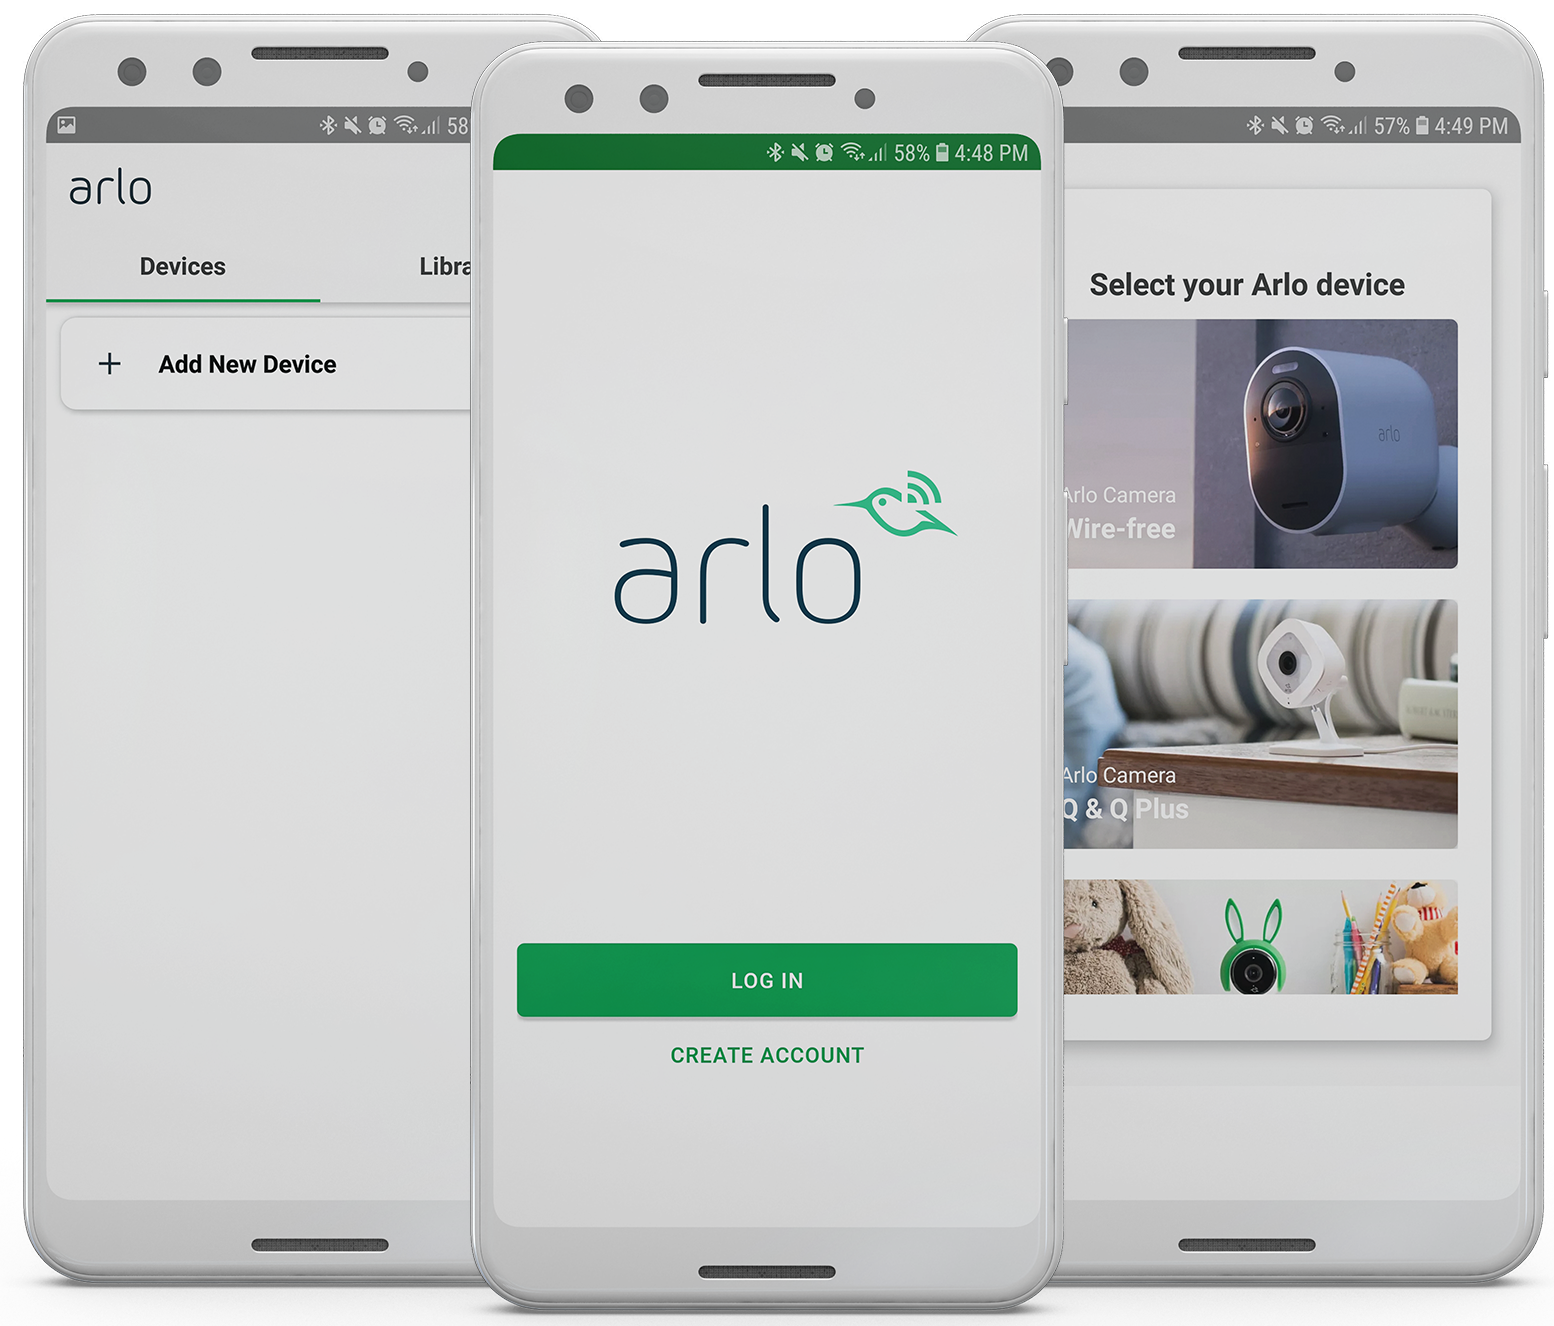 58
arlo
Devices
Libra
Add New Device
58% 4:48 PM
arlo
LOG IN
CREATE ACCOUNT
57% 4:49 PM
Select your Arlo device
arlo
Arlo Camera
Wire-free
Arlo Camera
Q & Q Plus